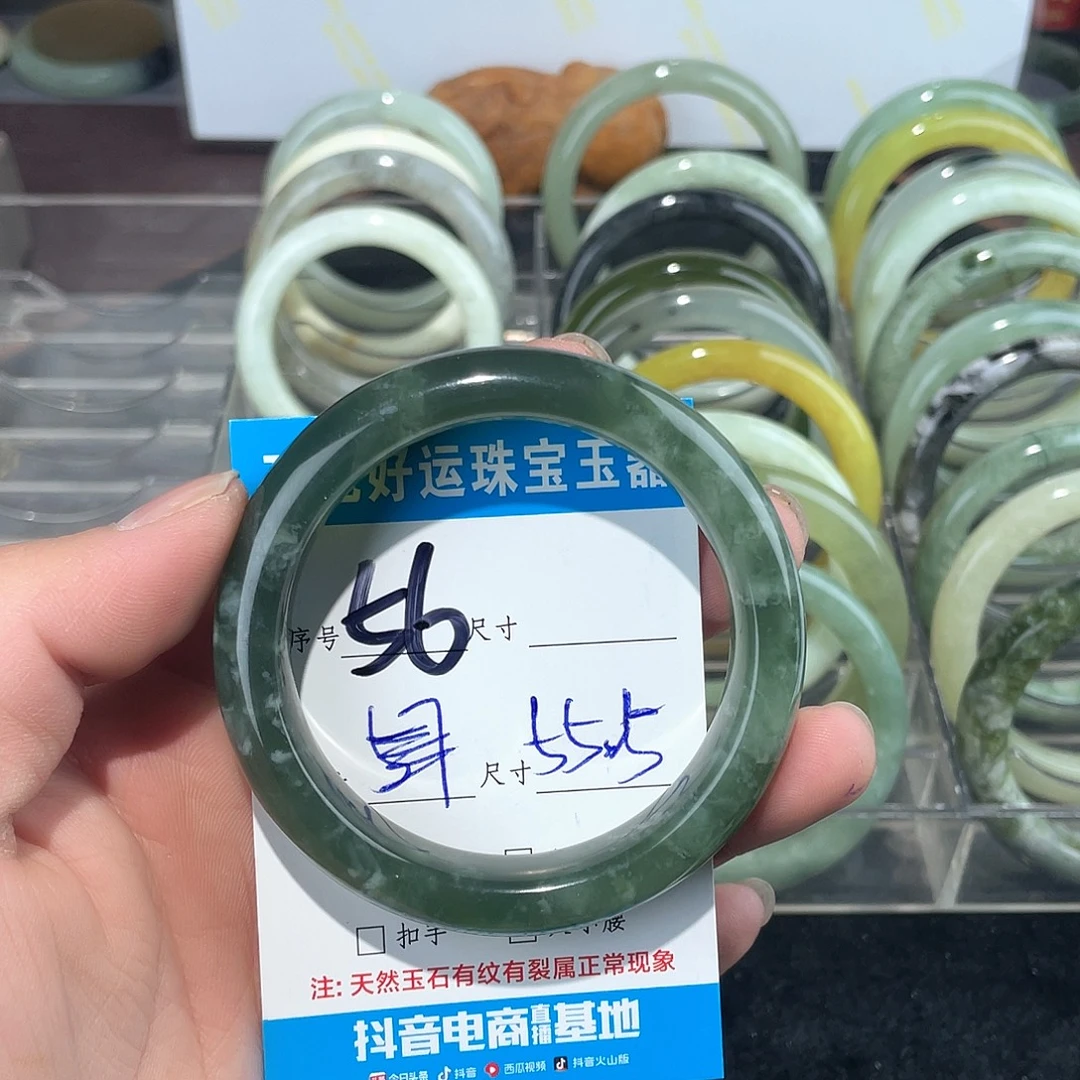 好运珠宝玉器
序号 56 尺寸
尺寸 55.5
扣手
注: 天然玉石有纹有裂属正常现象
抖音电商直播基地
今日头条 抖音 西瓜视频 抖音火山版